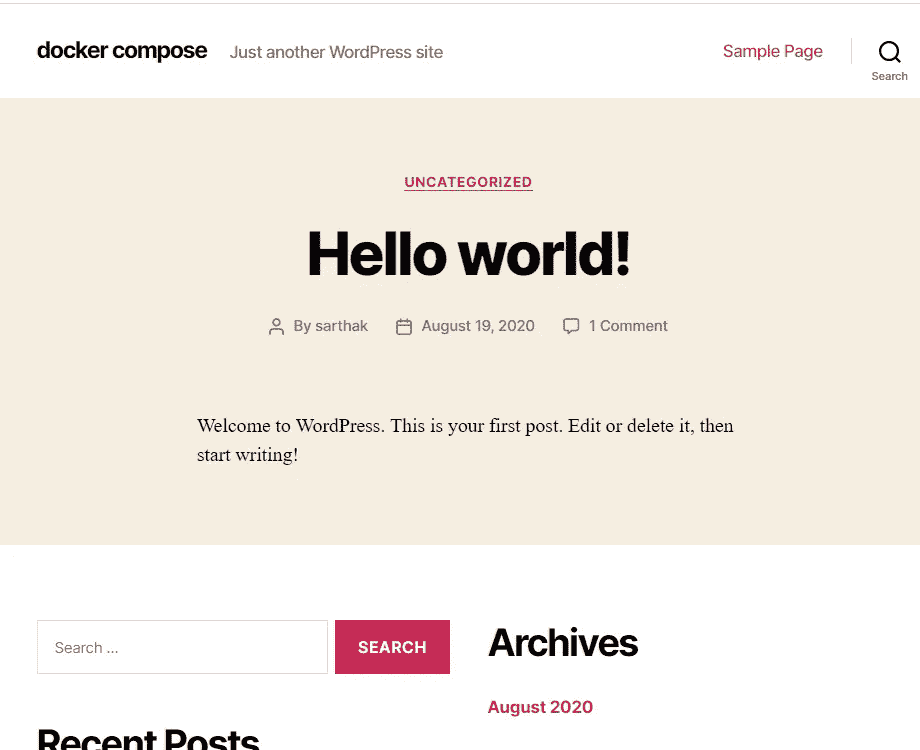 docker compose Just another WordPress site Sample Page
Search
UNCATEGORIZED
Hello world!
By sarthak August 19, 2020 1 Comment
Welcome to WordPress. This is your first post. Edit or delete it, then
start writing!
Search …
SEARCH
Archives
August 2020
Recent Posts